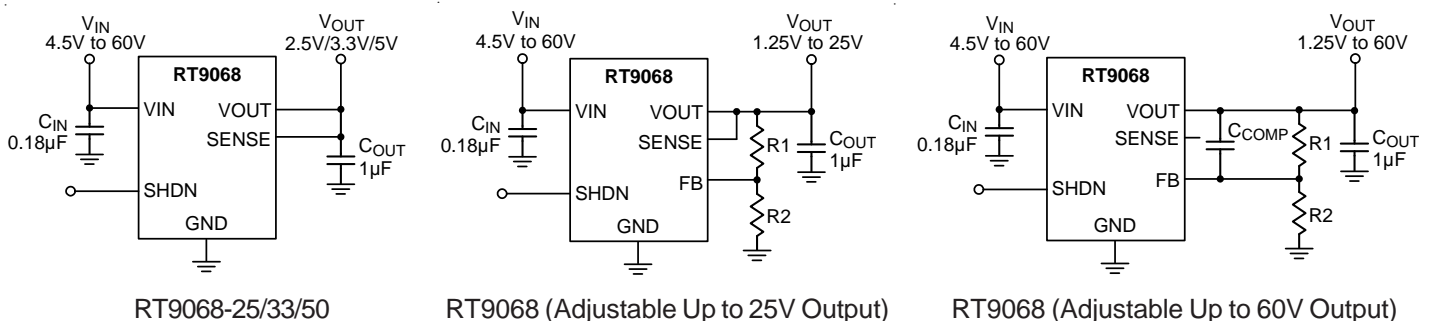 VIN
4.5V to 60V
VOUT
2.5V/3.3V/5V
RT9068
VIN
VOUT
SENSE
CIN
0.18µF
COUT
1µF
SHDN
GND
RT9068-25/33/50
VIN
4.5V to 60V
VOUT
1.25V to 25V
RT9068
VIN
VOUT
SENSE
CIN
0.18µF
R1
COUT
1µF
FB
SHDN
R2
GND
RT9068 (Adjustable Up to 25V Output)
VIN
4.5V to 60V
VOUT
1.25V to 60V
RT9068
VIN
VOUT
SENSE
CIN
0.18µF
CCOMP
R1
COUT
1µF
FB
SHDN
R2
GND
RT9068 (Adjustable Up to 60V Output)